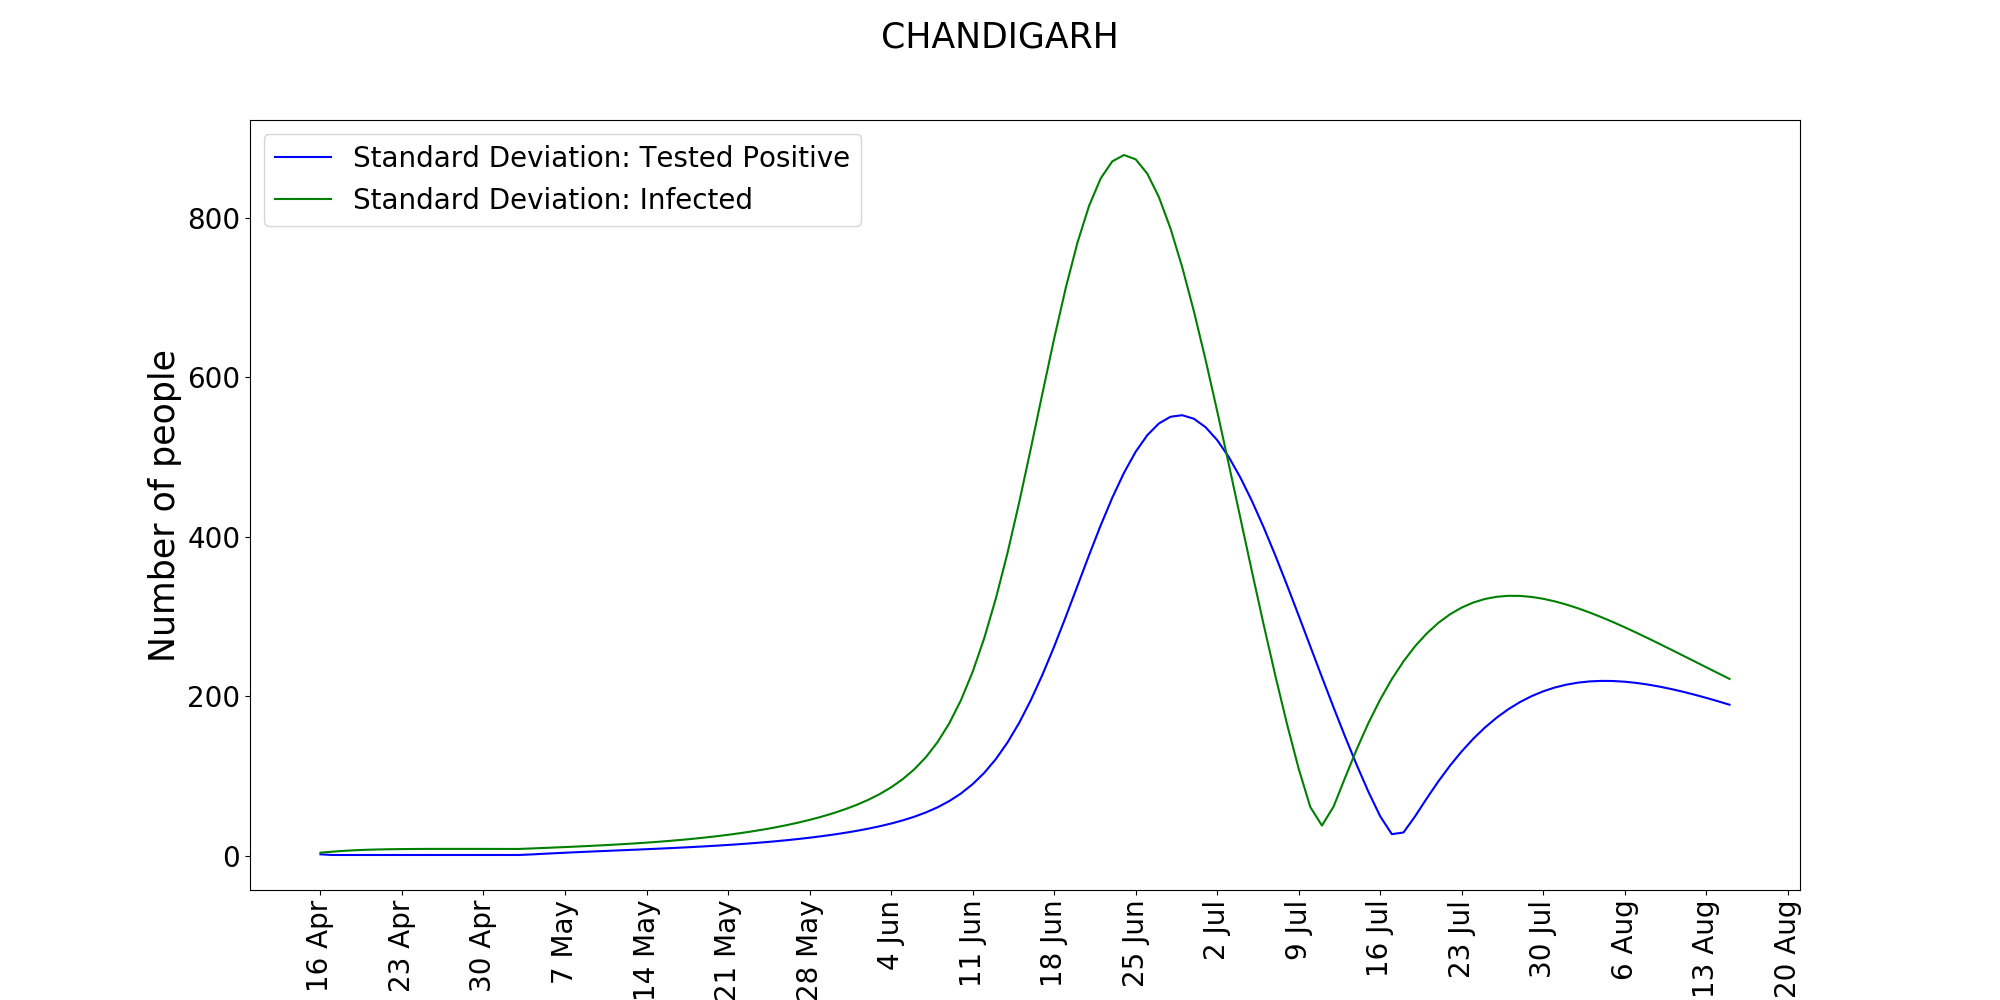 CHANDIGARH
Standard Deviation: Tested Positive
Standard Deviation: Infected
Number of people
800
600
400
200
0
16 Apr
23 Apr
30 Apr
7 May
14 May
21 May
28 May
4 Jun
11 Jun
18 Jun
25 Jun
2 Jul
9 Jul
16 Jul
23 Jul
30 Jul
6 Aug
13 Aug
20 Aug